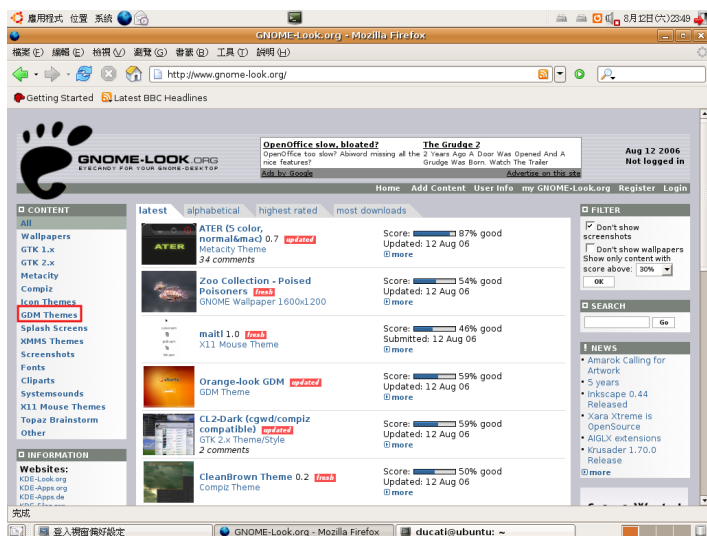 應用程式 位置 系統 8月12日(六)23:49
GNOME-Look.org - Mozilla Firefox
檔案(F) 編輯(E) 檢視(V) 瀏覽(G) 書籤(B) 工具(T) 說明(H)
http://www.gnome-look.org/
Getting Started Latest BBC Headlines
GNOME-LOOK.ORG
EYECANDY FOR YOUR GNOME-DESKTOP
OpenOffice slow, bloated?
OpenOffice too slow? Abiword missing all the nice features?
The Grudge 2
2 Years Ago A Door Was Opened And A Grudge Was Born. Watch The Trailer
Ads by Google Advertise on this site
Aug 12 2006
Not logged in
Home Add Content User Info my GNOME-Look.org Register Login
CONTENT
All
Wallpapers
GTK 1.x
GTK 2.x
Metacity
Compiz
Icon Themes
GDM Themes
Splash Screens
XMMS Themes
Screenshots
Fonts
Cliparts
Systemsounds
X11 Mouse Themes
Topaz Brainstorm
Other
INFORMATION
Websites:
KDE-Look.org
KDE-Apps.org
KDE-Apps.de
latest alphabetical highest rated most downloads
ATER
ATER (5 color,
normal&mac) 0.7 updated
Metacity Theme
34 comments
Score: 87% good
Updated: 12 Aug 06
more
Zoo Collection - Poised
Poisoners fresh
GNOME Wallpaper 1600x1200
Score: 54% good
Updated: 12 Aug 06
more
maitl 1.0 fresh
X11 Mouse Theme
Score: 46% good
Submitted: 12 Aug 06
more
Orange-look GDM updated
GDM Theme
Score: 59% good
Updated: 12 Aug 06
more
CL2-Dark (cgwd/compiz
compatible) updated
GTK 2.x Theme/Style
2 comments
Score: 59% good
Updated: 12 Aug 06
more
CleanBrown Theme 0.2 fresh
Compiz Theme
Score: 50% good
Updated: 12 Aug 06
more
FILTER
Don't show
screenshots
Don't show wallpapers
Show only content with
score above: 30%
OK
SEARCH
Go
! NEWS
Amarok Calling for
Artwork
5 years
Inkscape 0.44
Released
Xara Xtreme is
OpenSource
AIGLX extensions
Krusader 1.70.0
Release
more
完成
登入視窗偏好設定 GNOME-Look.org - Mozilla Firefox ducati@ubuntu: ~